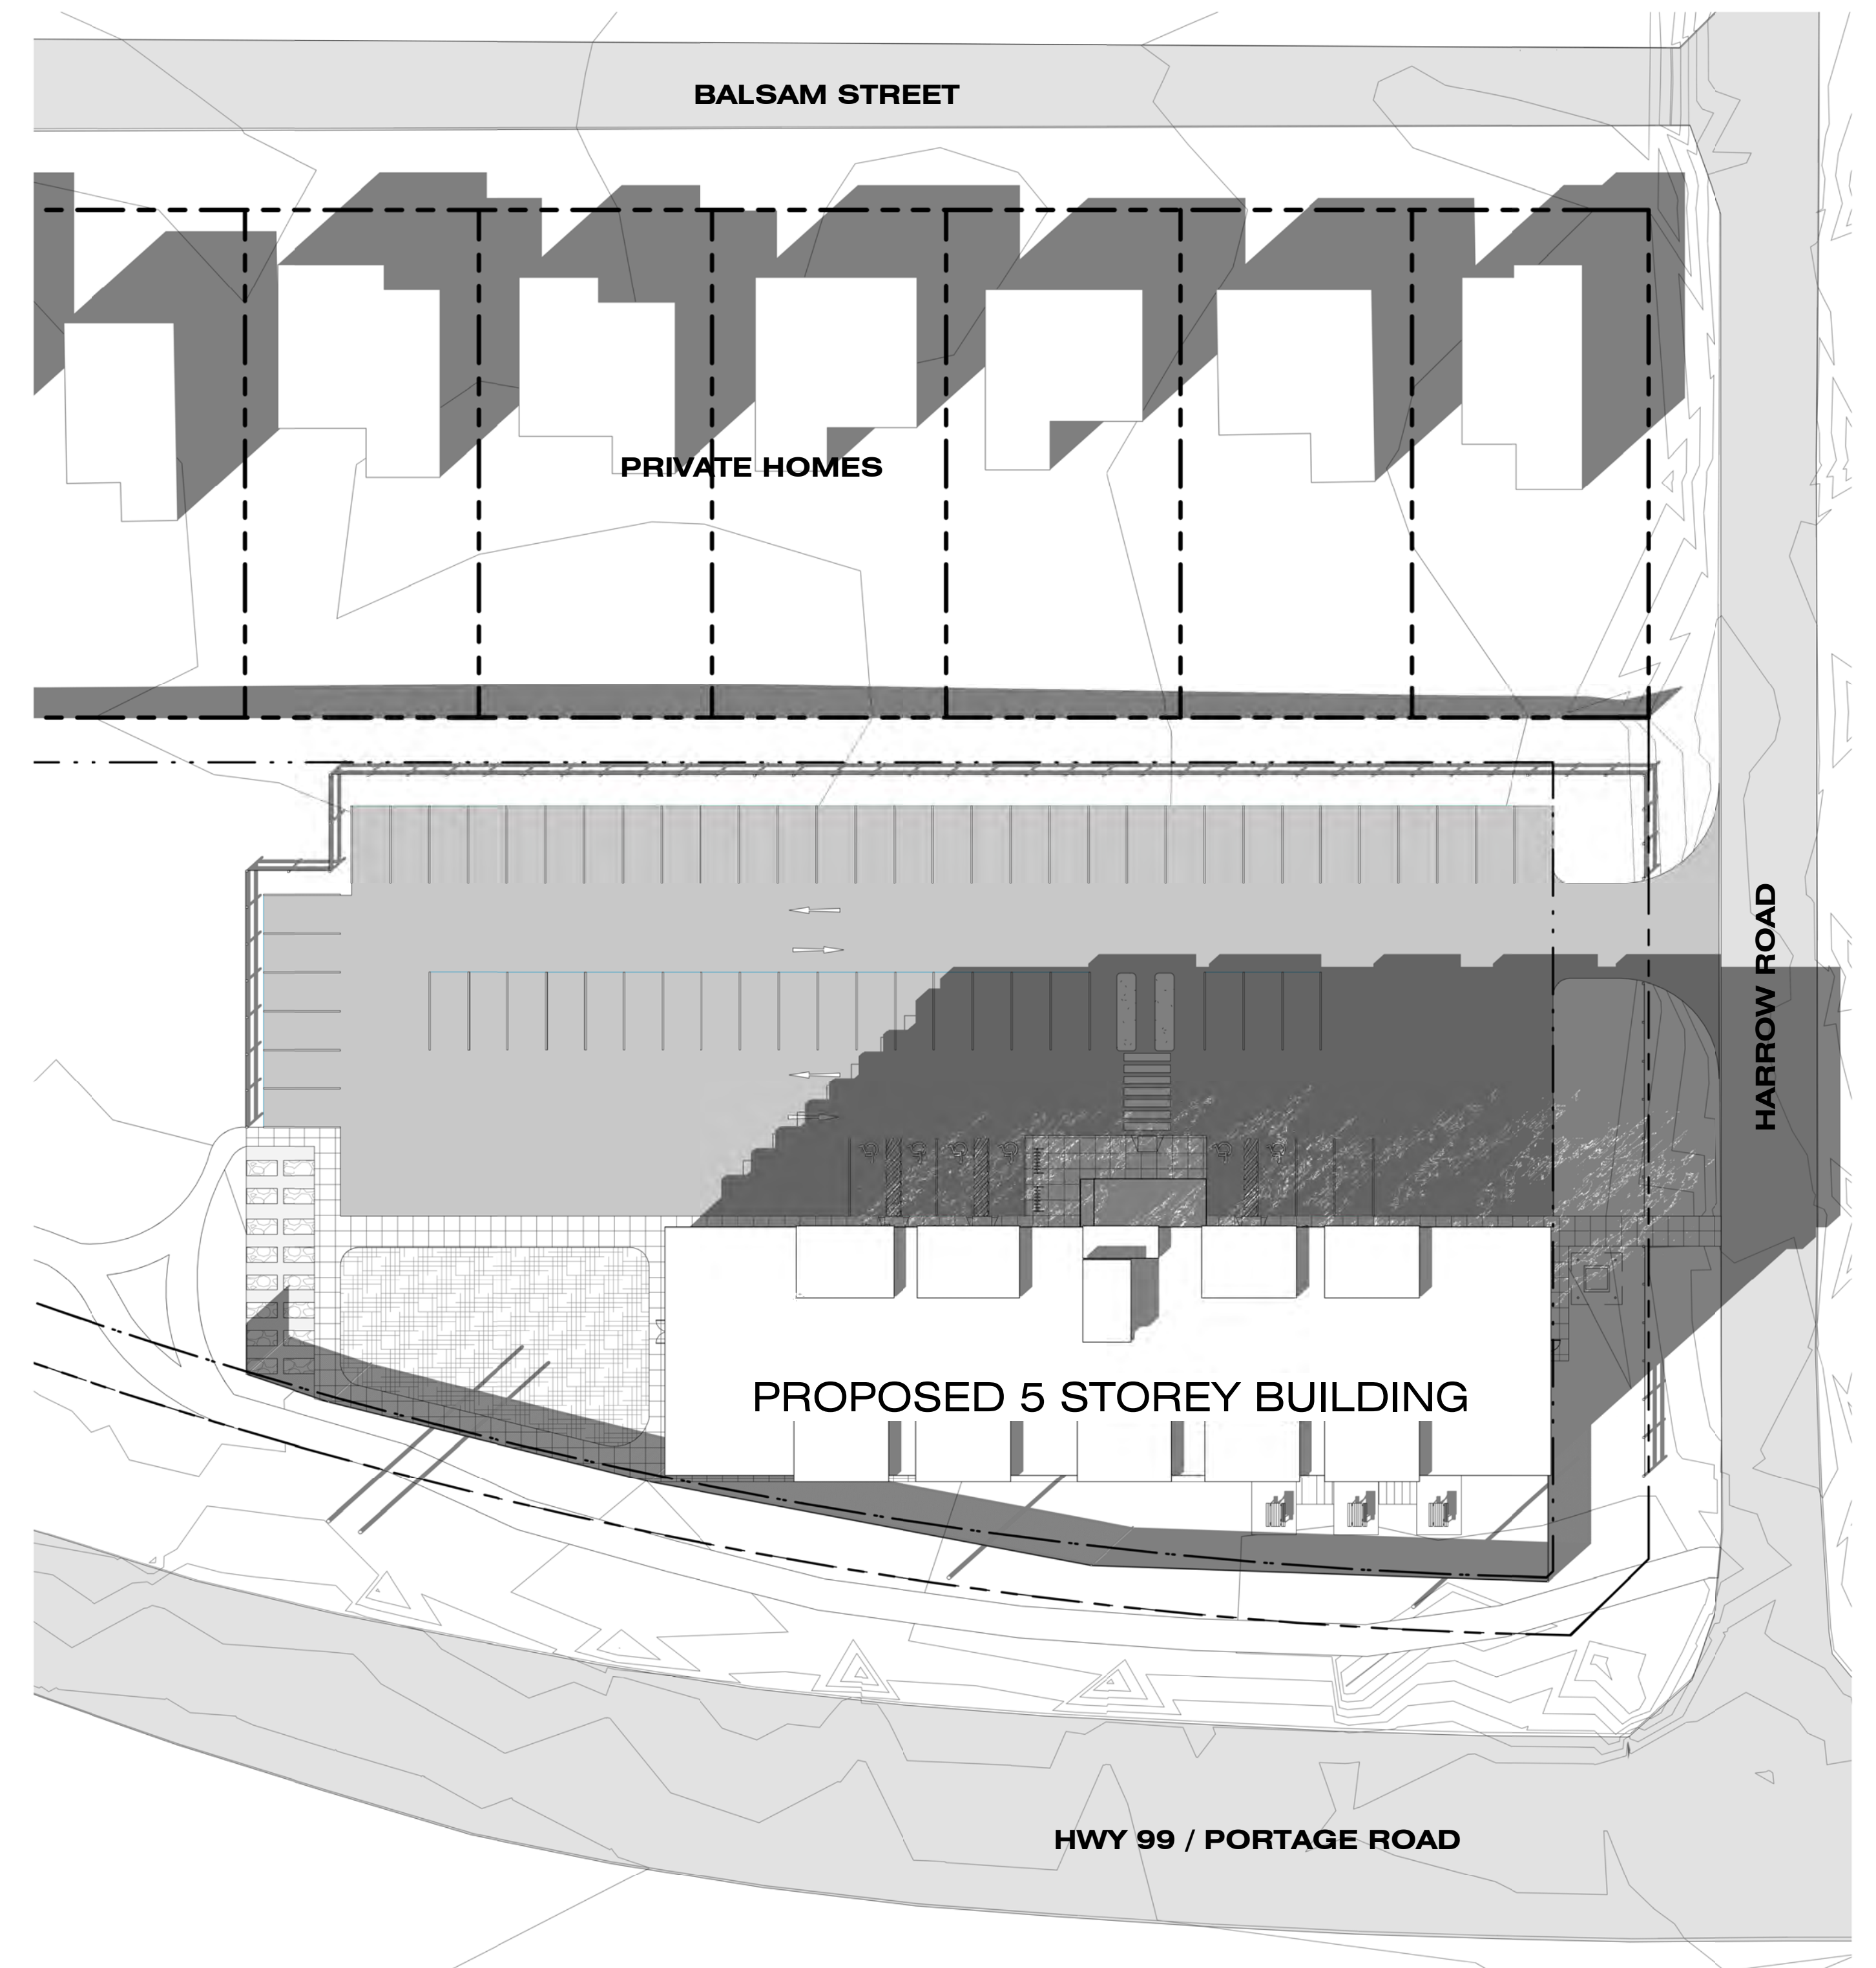 BALSAM STREET
PRIVATE HOMES
HARROW ROAD
PROPOSED 5 STOREY BUILDING
HWY 99 / PORTAGE ROAD